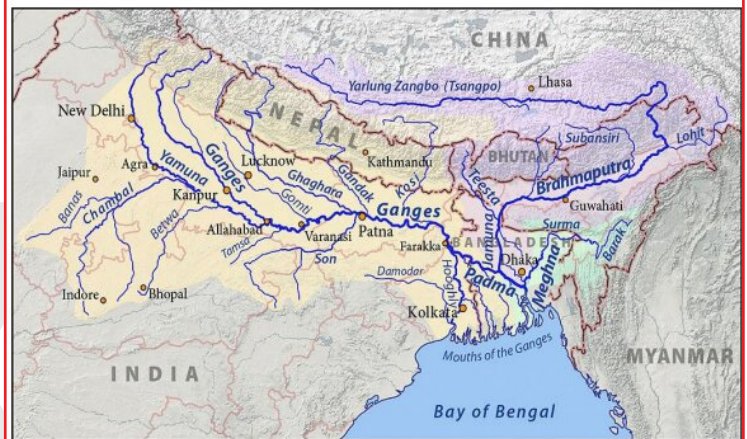 CHINA
Yarlung Zangbo (Tsangpo)
Lhasa
New Delhi
NEPAL
BHUTAN
Subansiri
Lohit
Kathmandu
Agra
Yamuna
Ganges
Lucknow
Ghaghara
Gandak
Kosi
Teesta
Brahmaputra
Jaipur
Banas
Chambal
Kanpur
Gomti
Betwa
Guwahati
Allahabad
Varanasi
Patna
Ganges
Jamuna
Surma
Barak
Tamsa
Son
Farakka
BANGLADESH
Damodar
Hooghly
Padma
Dhaka
Meghna
Indore
Bhopal
Kolkata
Mouths of the Ganges
INDIA
MYANMAR
Bay of Bengal